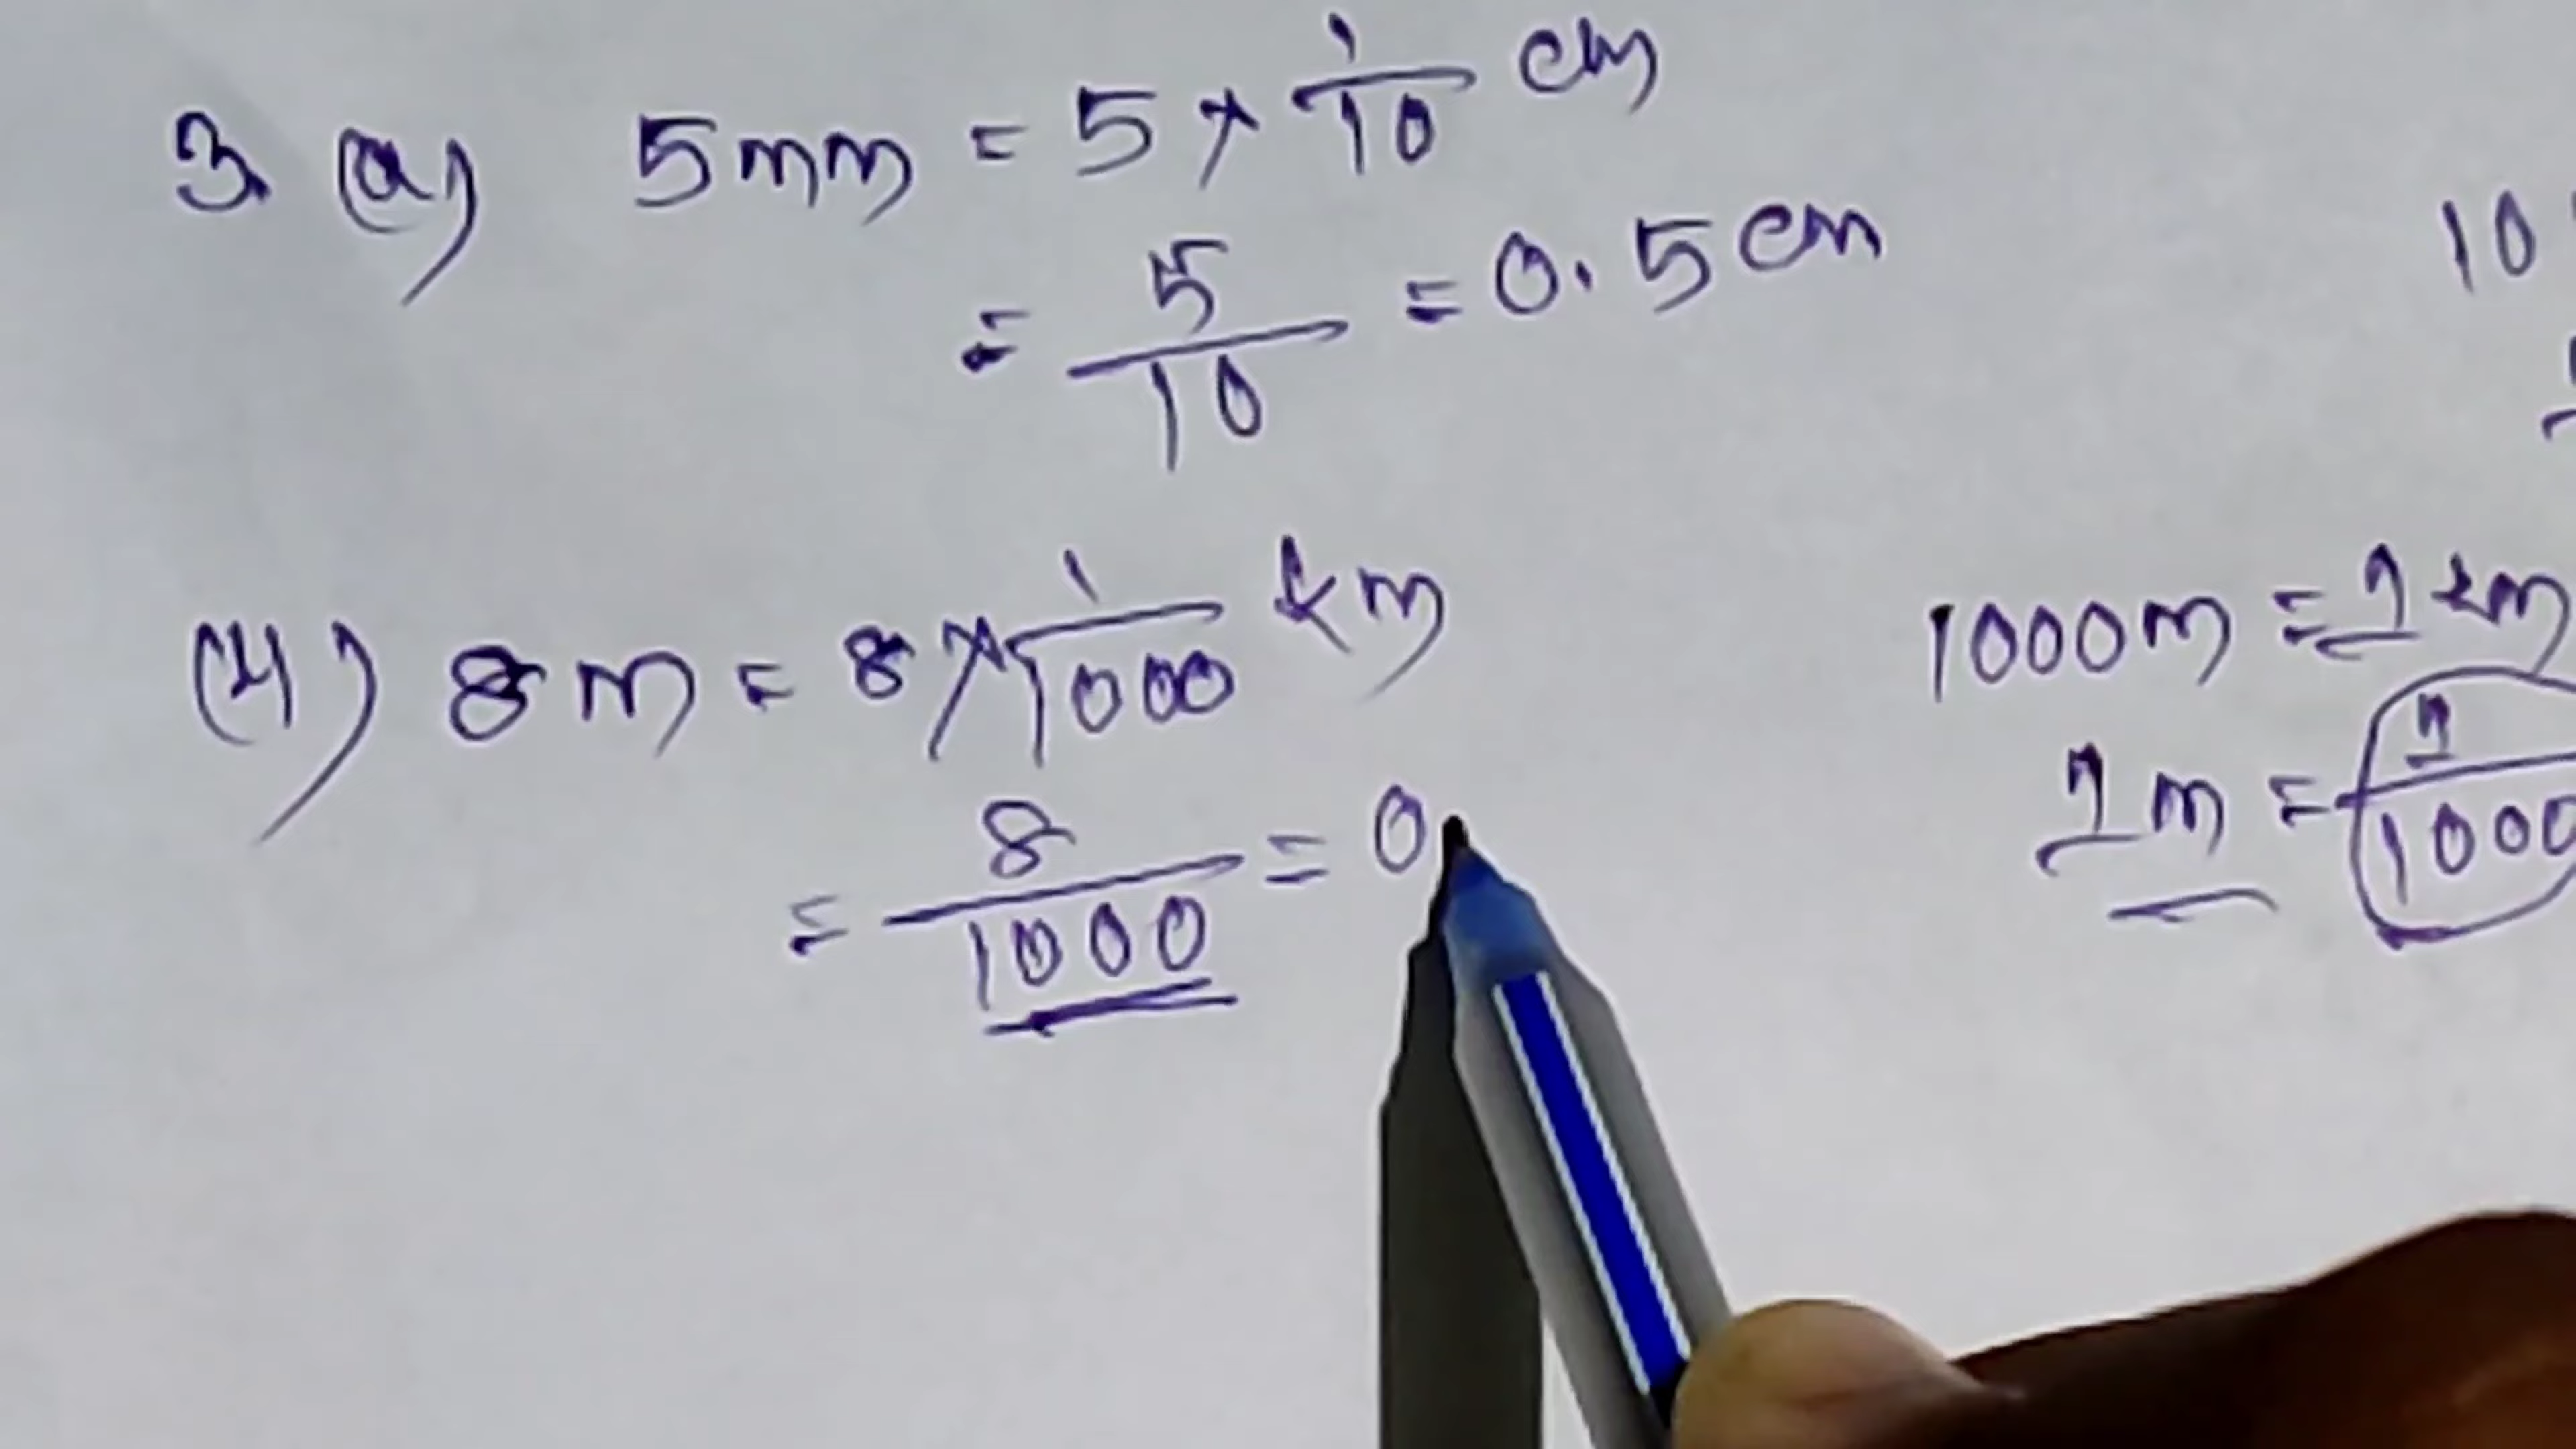 3 (a) 5mm = 5 × 1/10 cm
= 5/10 = 0.5 cm
10
8m = 8 × 1/1000 km
1000m = 1 km
= 8/1000 = 0.
1m = 1/1000